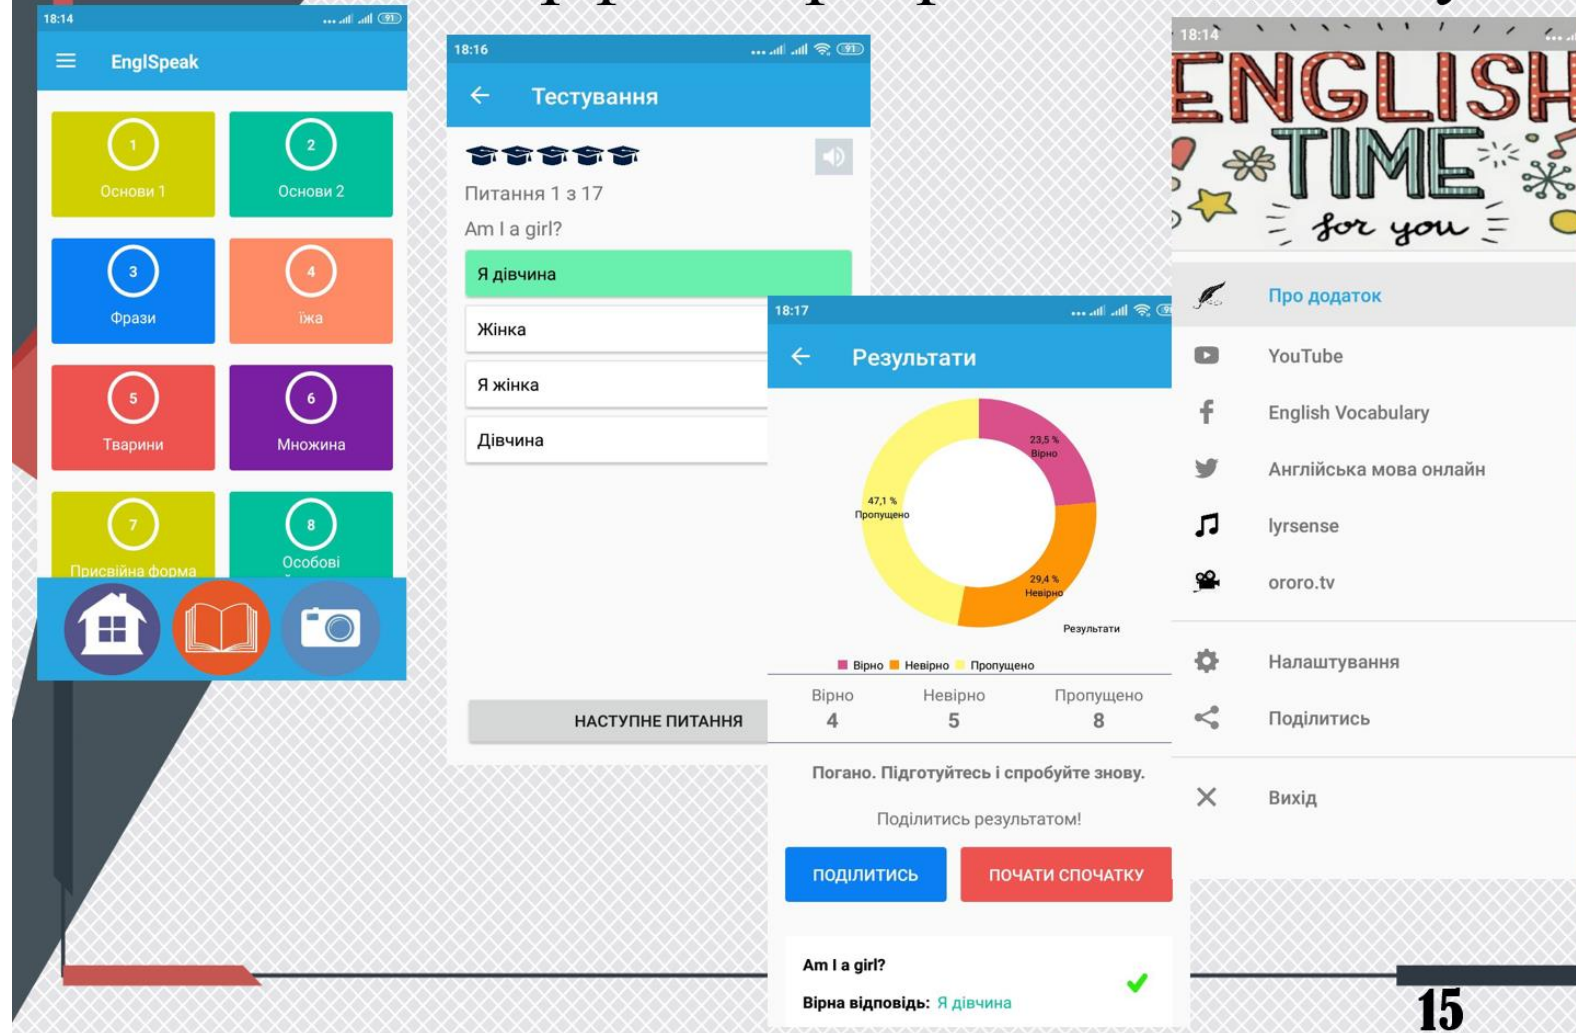 18:14
91
EnglSpeak
1
Основи 1
2
Основи 2
3
Фрази
4
їжа
5
Тварини
6
Множина
7
Присвійна форма
8
Особові
18:16
91
Тестування
Питання 1 з 17
Am I a girl?
Я дівчина
Жінка
Я жінка
Дівчина
НАСТУПНЕ ПИТАННЯ
18:17
Результати
23,5 %
Вірно
47,1 %
Пропущено
29,4 %
Невірно
Результати
Вірно Невірно Пропущено
Вірно Невірно Пропущено
4 5 8
Погано. Підготуйтесь і спробуйте знову.
Поділитись результатом!
ПОДІЛИТИСЬ ПОЧАТИ СПОЧАТКУ
Am I a girl?
Вірна відповідь: Я дівчина
18:14
ENGLISH
TIME
for you
Про додаток
YouTube
English Vocabulary
Англійська мова онлайн
lyrsense
ororo.tv
Налаштування
Поділитись
Вихід
15